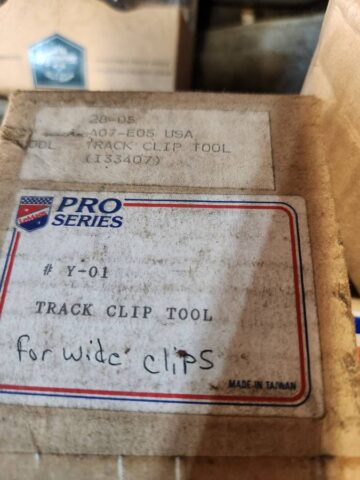 28-05
A07-E05 USA
TRACK CLIP TOOL
(I33407)
PRO
SERIES
# Y-01
TRACK CLIP TOOL
for wide clips
MADE IN TAIWAN